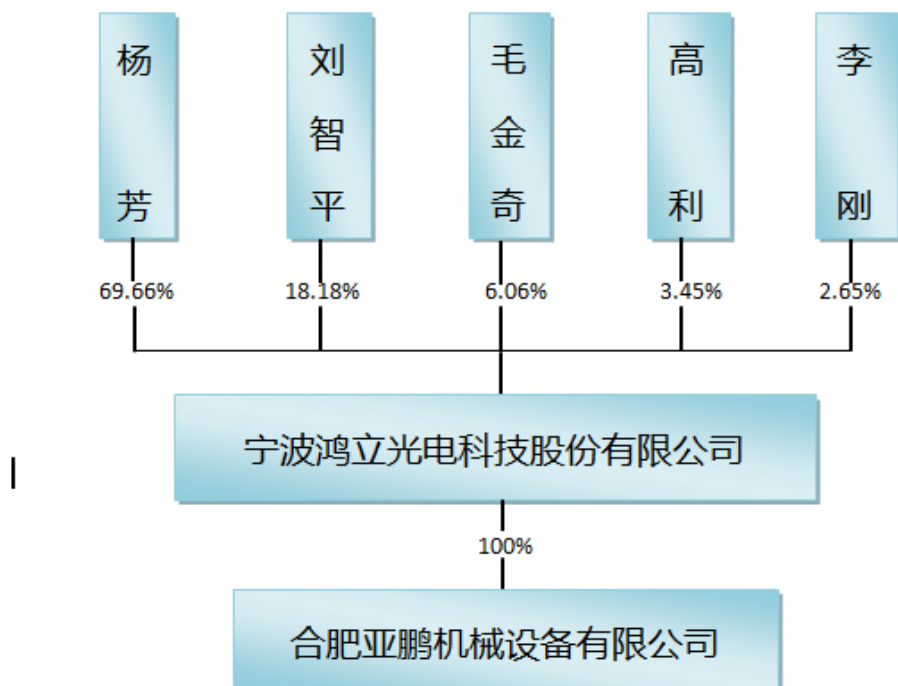 杨芳
刘智平
毛金奇
高利
李刚
69.66%
18.18%
6.06%
3.45%
2.65%
宁波鸿立光电科技股份有限公司
100%
合肥亚鹏机械设备有限公司